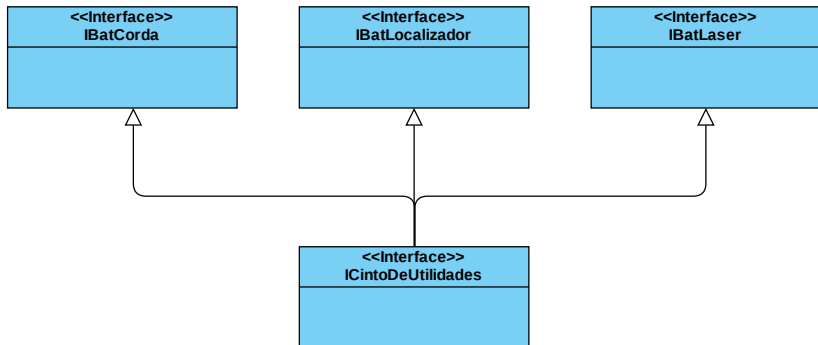 <<Interface>>
IBatCorda
<<Interface>>
IBatLocalizador
<<Interface>>
IBatLaser
<<Interface>>
ICintoDeUtilidades